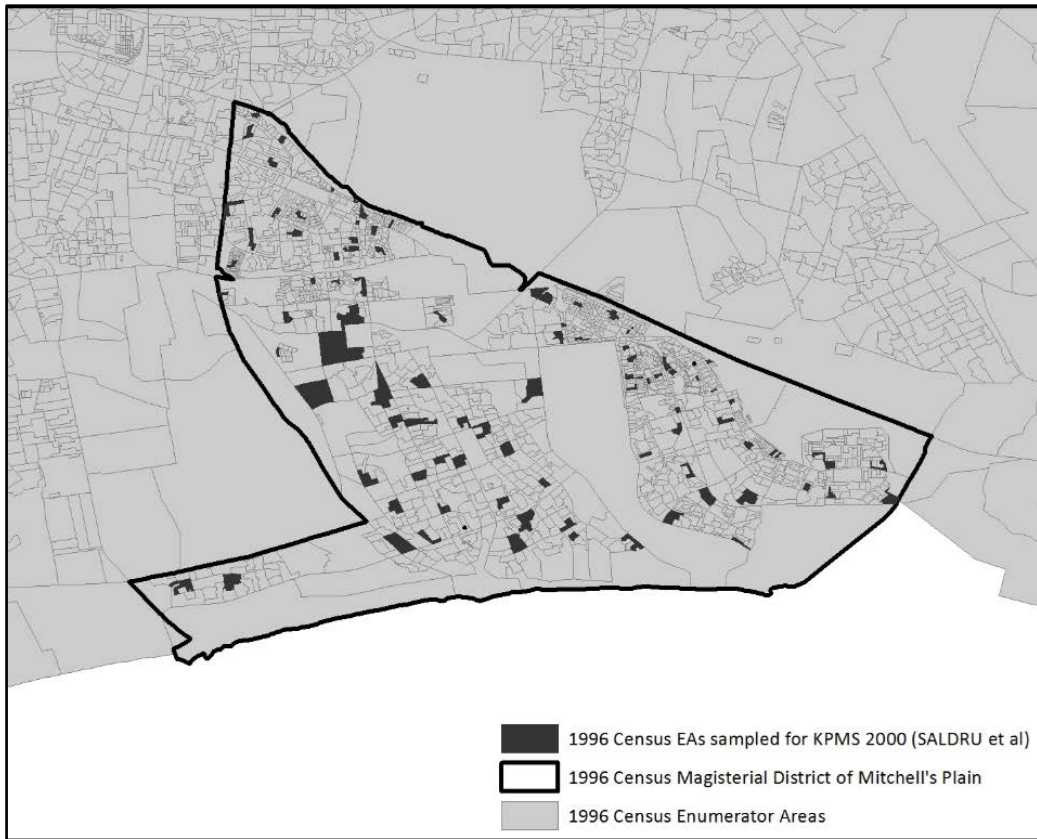 1996 Census EAs sampled for KPMS 2000 (SALDRU et al)
1996 Census Magisterial District of Mitchell's Plain
1996 Census Enumerator Areas